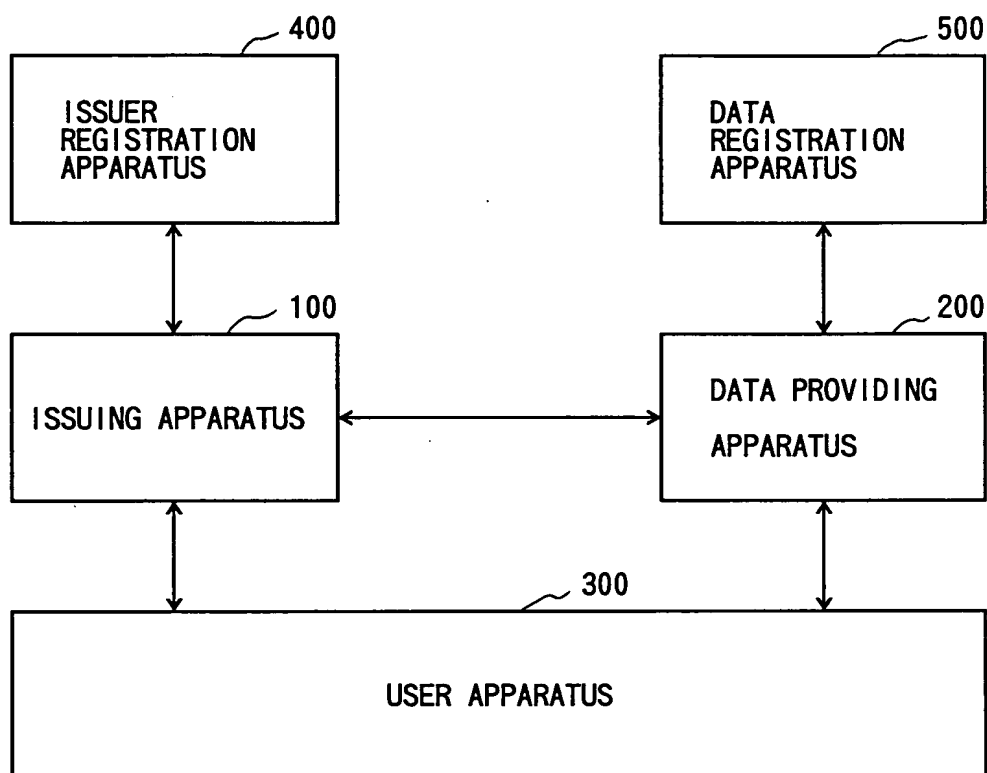 400
ISSUER
REGISTRATION
APPARATUS
500
DATA
REGISTRATION
APPARATUS
100
ISSUING APPARATUS
200
DATA PROVIDING
APPARATUS
300
USER APPARATUS